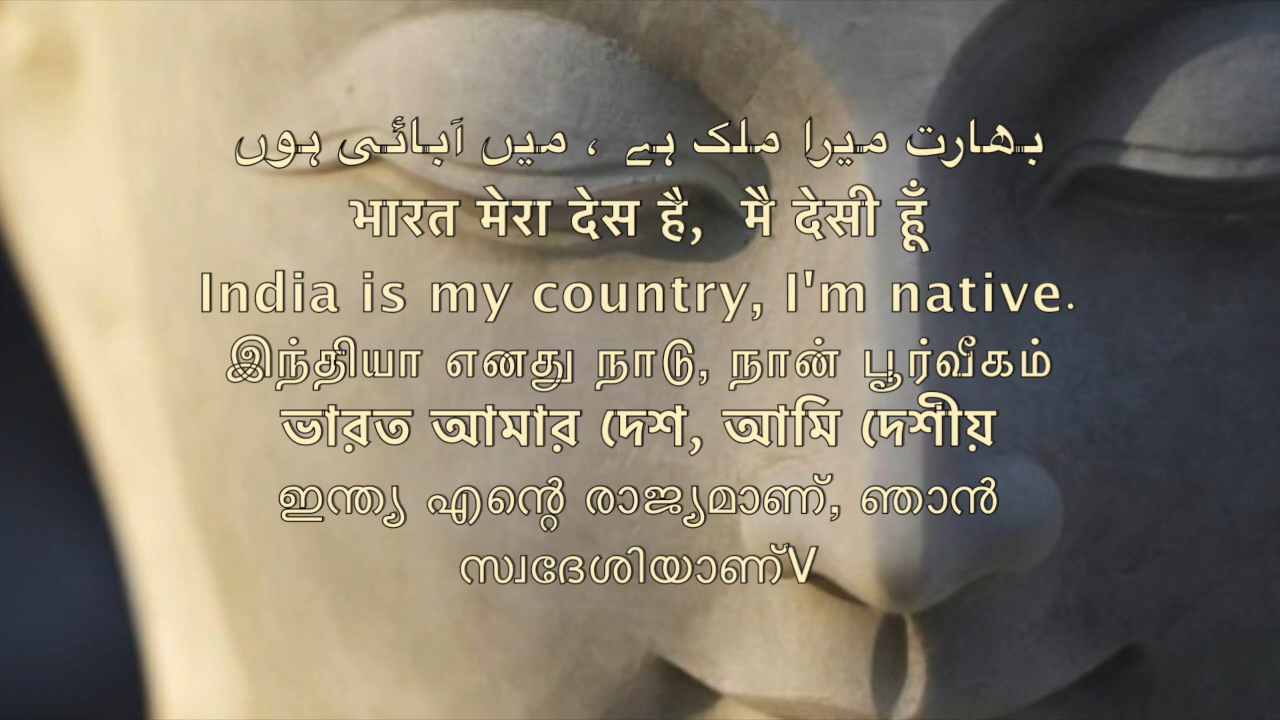 بھارت میرا ملک ہے ، میں آبائی ہوں
भारत मेरा देस है, मै देसी हूँ
India is my country, I'm native.
இந்தியா எனது நாடு, நான் பூர்வீகம்
ভারত আমার দেশ, আমি দেশীয়
ഇന്ത്യ എന്റെ രാജ്യമാണ്, ഞാൻ
സ്വദേശിയാണ്V